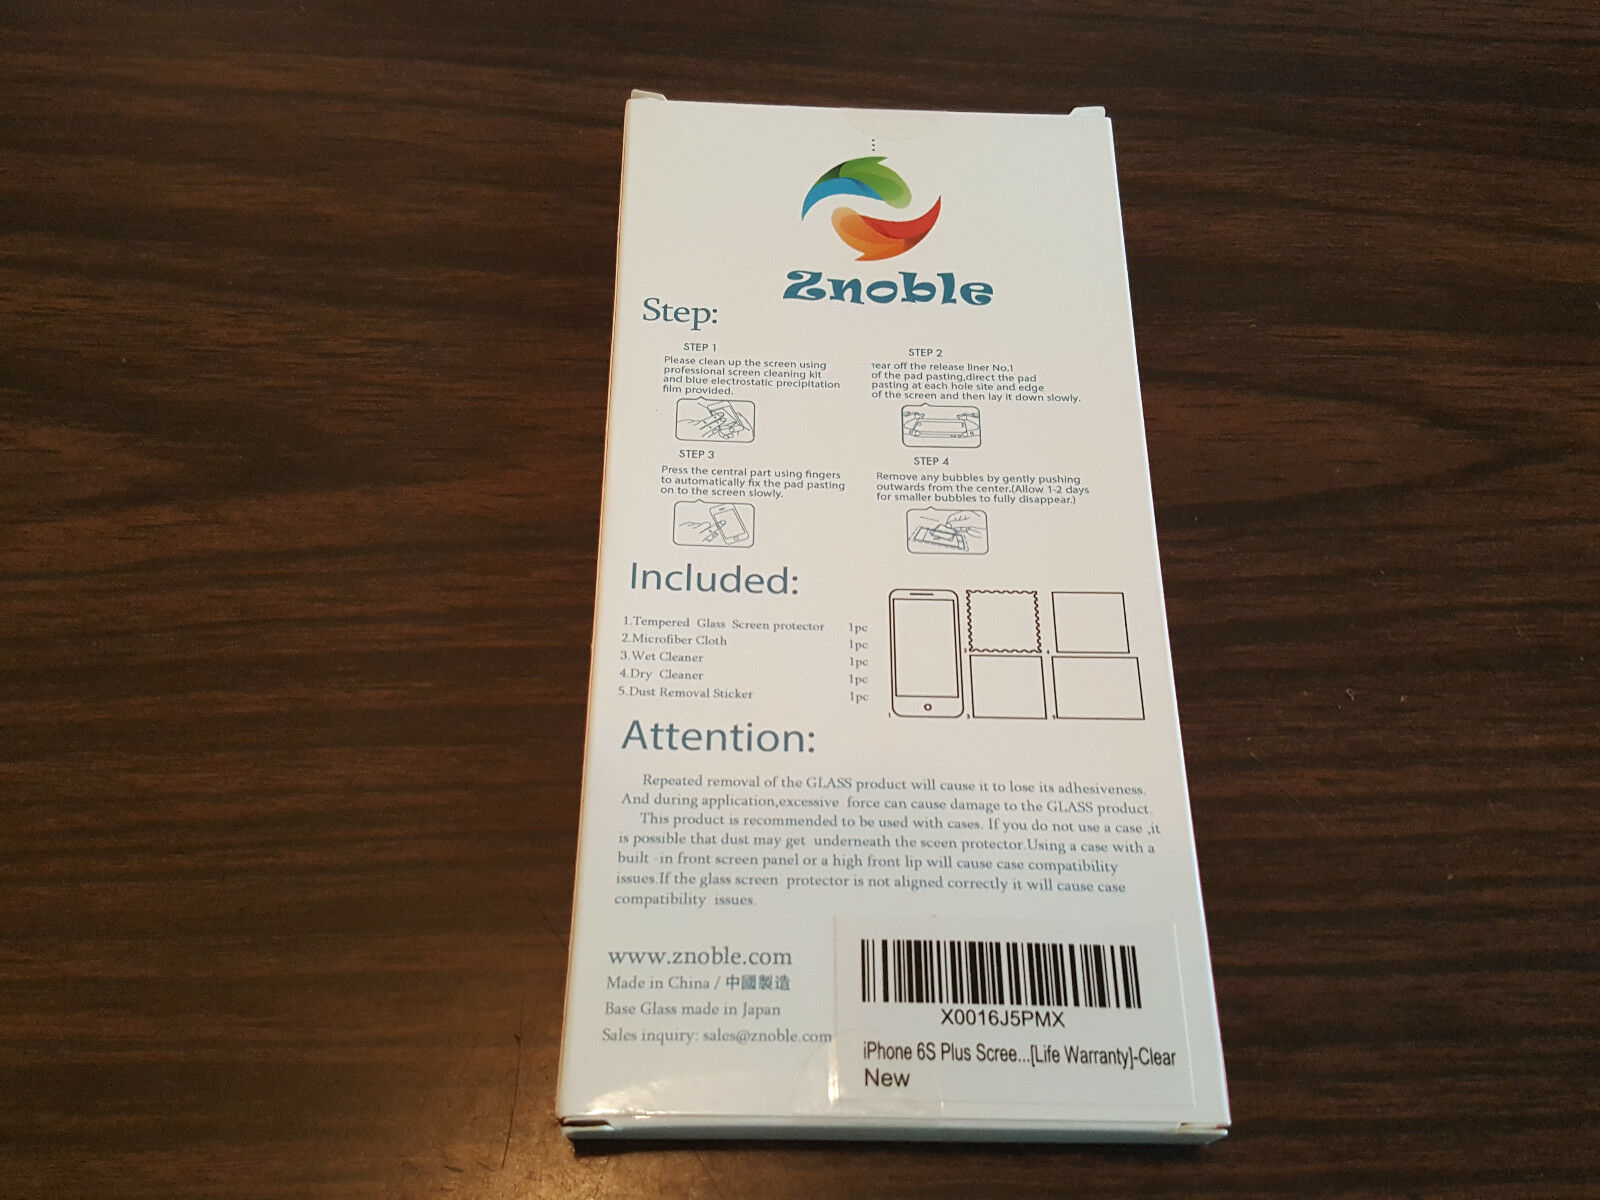 Znoble
Step:
STEP 1
Please clean up the screen using
professional screen cleaning kit
and blue electrostatic precipitation
film provided.
STEP 2
Tear off the release liner No.1
of the pad pasting,direct the pad
pasting at each hole site and edge
of the screen and then lay it down slowly.
STEP 3
Press the central part using fingers
to automatically fix the pad pasting
on to the screen slowly.
STEP 4
Remove any bubbles by gently pushing
outwards from the center.(Allow 1-2 days
for smaller bubbles to fully disappear.)
Included:
1.Tempered Glass Screen protector 1pc
2.Microfiber Cloth 1pc
3.Wet Cleaner 1pc
4.Dry Cleaner 1pc
5.Dust Removal Sticker 1pc
Attention:
Repeated removal of the GLASS product will cause it to lose its adhesiveness.
And during application,excessive force can cause damage to the GLASS product.
This product is recommended to be used with cases. If you do not use a case ,it
is possible that dust may get underneath the sceen protector.Using a case with a
built -in front screen panel or a high front lip will cause case compatibility
issues.If the glass screen protector is not aligned correctly it will cause case
compatibility issues.
www.znoble.com
Made in China / 中國製造
Base Glass made in Japan
Sales inquiry: sales@znoble.com
X0016J5PMX
iPhone 6S Plus Scree...[Life Warranty]-Clear
New